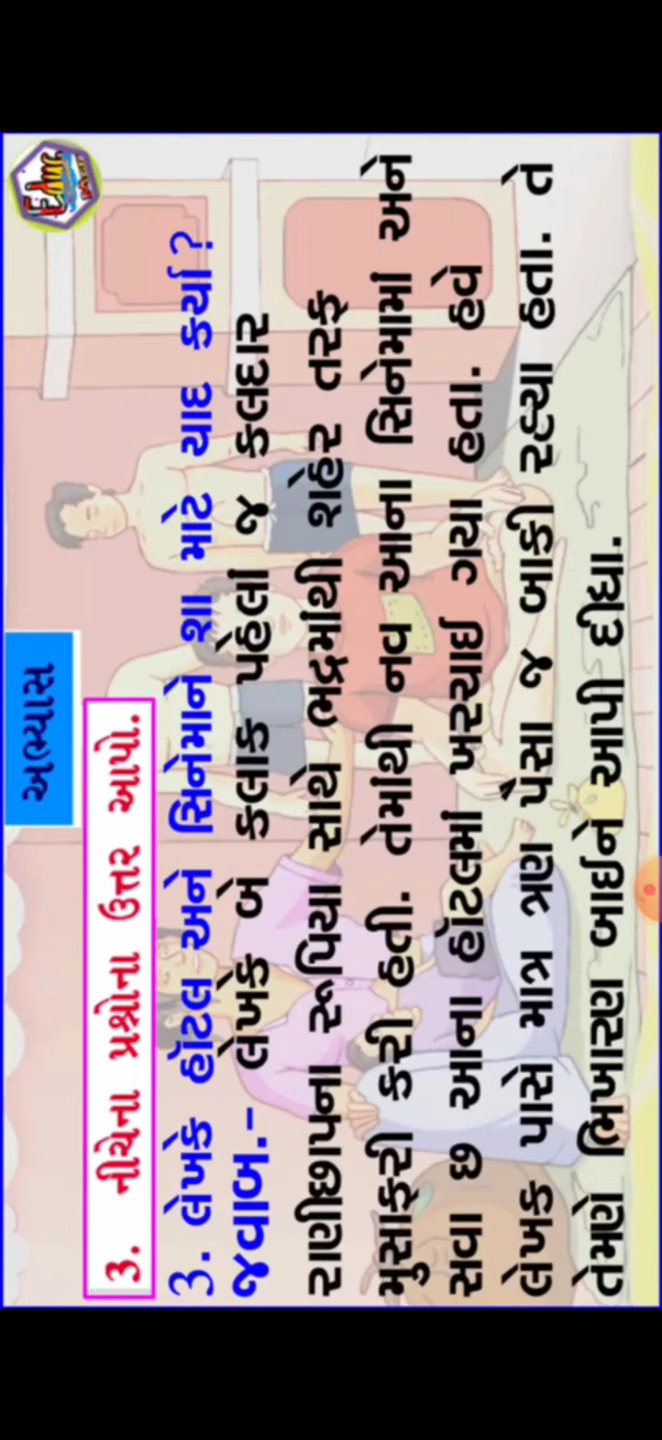 અભ્યાસ
3. નીચેના પ્રશ્નોના ઉત્તર આપો.
3. લેખકે હૉટલ અને સિનેમાને શા માટે યાદ કર્યાં?
જવાબ.- લેખકે બે કલાક પહેલાં જ કલદાર
રાણીછાપના રૂપિયા સાથે ભદ્રમાંથી શહેર તરફ
મુસાફરી કરી હતી. તેમાંથી નવ આના સિનેમામાં અને
સવા છ આના હૉટલમાં ખરચાઈ ગયા હતા. હવે
લેખક પાસે માત્ર ત્રણ પૈસા જ બાકી રહ્યા હતા. તે
તેમણે ભિખારણ બાઈને આપી દીધા.